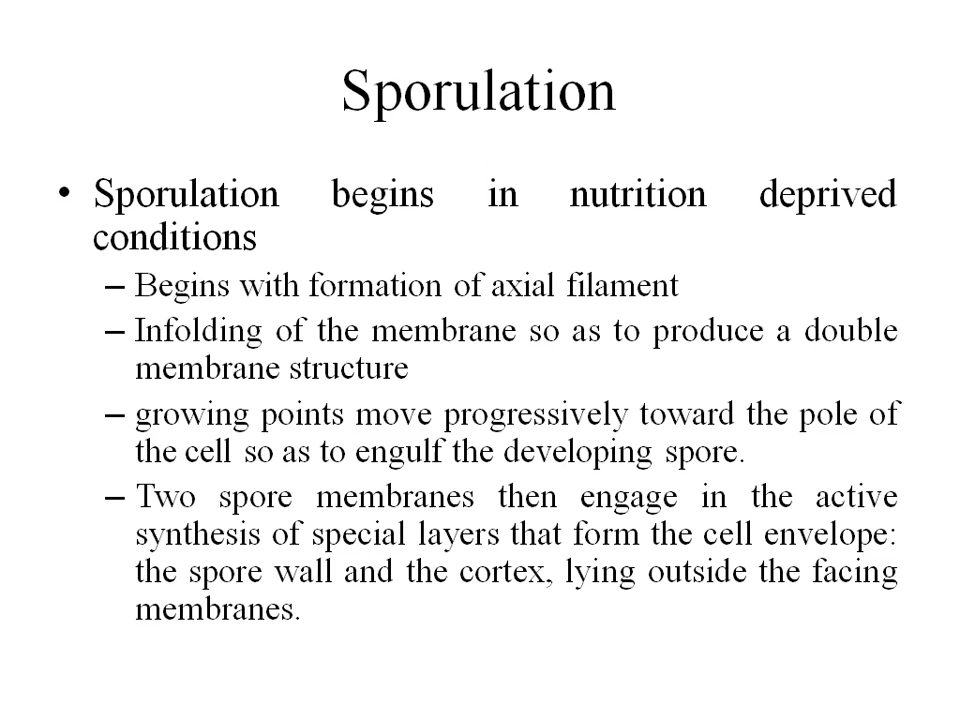 Sporulation
• Sporulation begins in nutrition deprived
conditions
– Begins with formation of axial filament
– Infolding of the membrane so as to produce a double
membrane structure
– growing points move progressively toward the pole of
the cell so as to engulf the developing spore.
– Two spore membranes then engage in the active
synthesis of special layers that form the cell envelope:
the spore wall and the cortex, lying outside the facing
membranes.